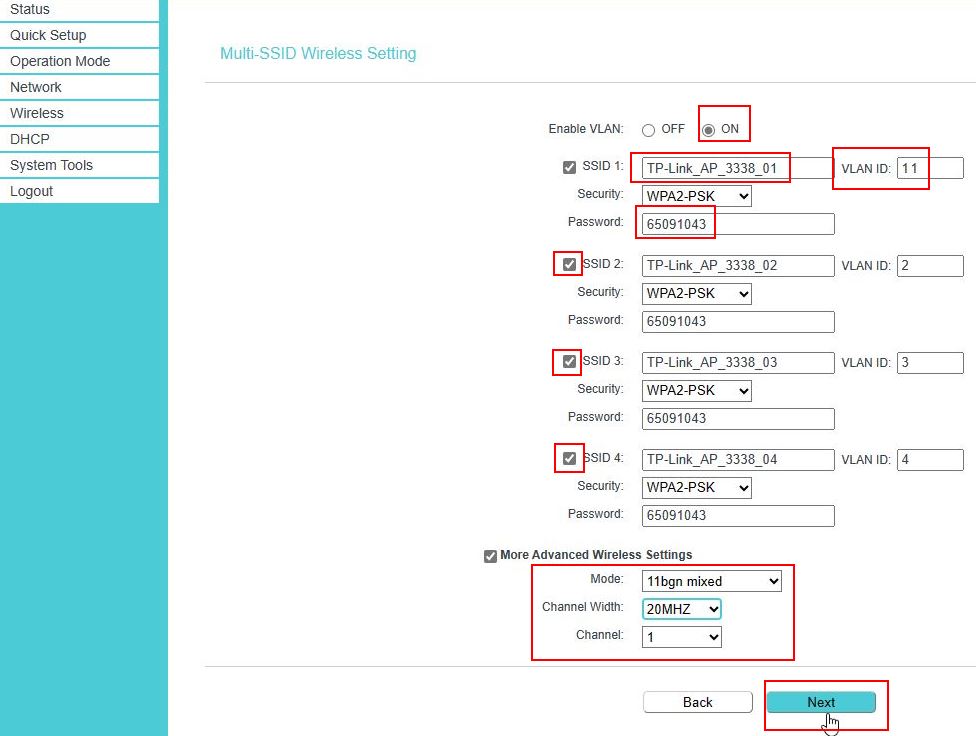 Status
Quick Setup
Operation Mode
Network
Wireless
DHCP
System Tools
Logout
Multi-SSID Wireless Setting
Enable VLAN: OFF ON
SSID 1: TP-Link_AP_3338_01 VLAN ID: 11
Security: WPA2-PSK
Password: 65091043
SSID 2: TP-Link_AP_3338_02 VLAN ID: 2
Security: WPA2-PSK
Password: 65091043
SSID 3: TP-Link_AP_3338_03 VLAN ID: 3
Security: WPA2-PSK
Password: 65091043
SSID 4: TP-Link_AP_3338_04 VLAN ID: 4
Security: WPA2-PSK
Password: 65091043
More Advanced Wireless Settings
Mode: 11bgn mixed
Channel Width: 20MHZ
Channel: 1
Back Next